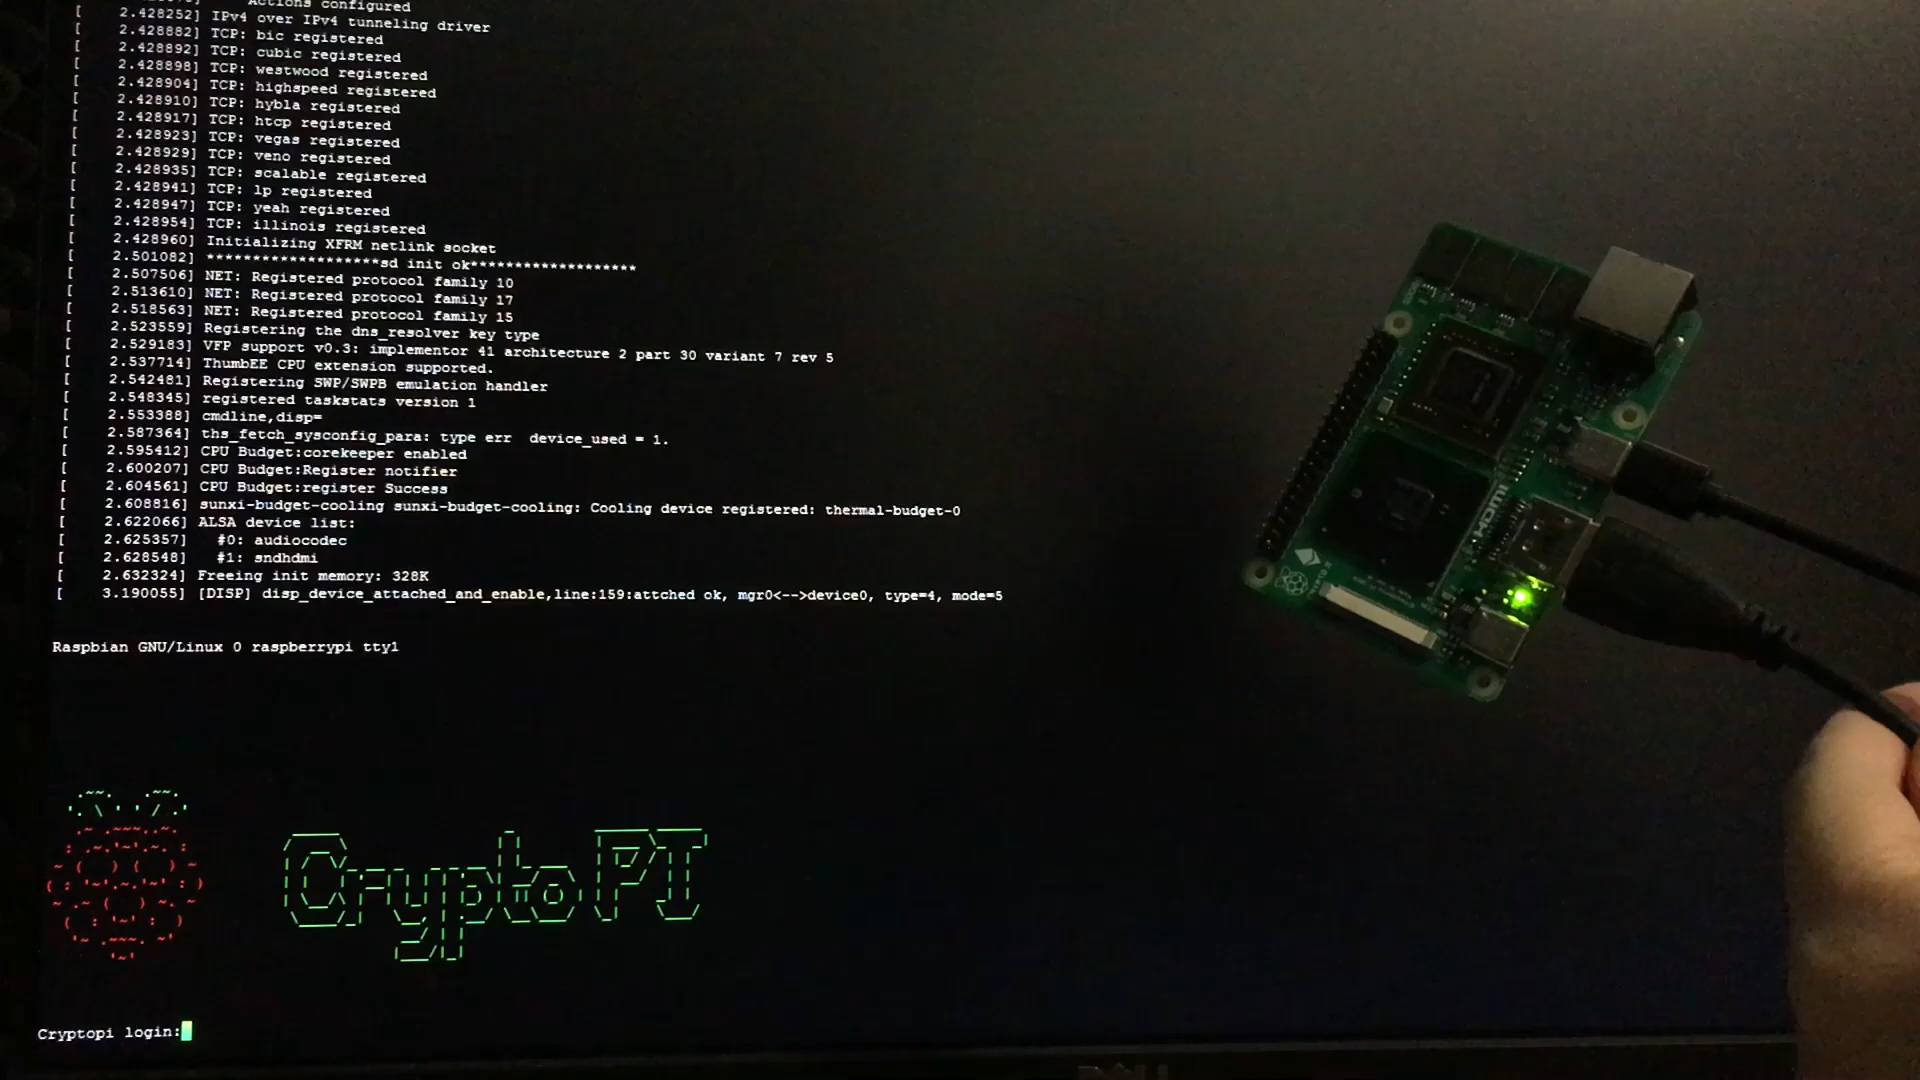 Actions configured
[ 2.428252] IPv4 over IPv4 tunneling driver
[ 2.428882] TCP: bic registered
[ 2.428892] TCP: cubic registered
[ 2.428898] TCP: westwood registered
[ 2.428904] TCP: highspeed registered
[ 2.428910] TCP: hybla registered
[ 2.428917] TCP: htcp registered
[ 2.428923] TCP: vegas registered
[ 2.428929] TCP: veno registered
[ 2.428935] TCP: scalable registered
[ 2.428941] TCP: lp registered
[ 2.428947] TCP: yeah registered
[ 2.428954] TCP: illinois registered
[ 2.428960] Initializing XFRM netlink socket
[ 2.501082] *******************sd init ok*******************
[ 2.507506] NET: Registered protocol family 10
[ 2.513610] NET: Registered protocol family 17
[ 2.518563] NET: Registered protocol family 15
[ 2.523559] Registering the dns_resolver key type
[ 2.529183] VFP support v0.3: implementor 41 architecture 2 part 30 variant 7 rev 5
[ 2.537714] ThumbEE CPU extension supported.
[ 2.542481] Registering SWP/SWPB emulation handler
[ 2.548345] registered taskstats version 1
[ 2.553388] cmdline,disp=
[ 2.587364] ths_fetch_sysconfig_para: type err  device_used = 1.
[ 2.595412] CPU Budget:corekeeper enabled
[ 2.600207] CPU Budget:Register notifier
[ 2.604561] CPU Budget:register Success
[ 2.608816] sunxi-budget-cooling sunxi-budget-cooling: Cooling device registered: thermal-budget-0
[ 2.622066] ALSA device list:
[ 2.625357]   #0: audiocodec
[ 2.628548]   #1: sndhdmi
[ 2.632324] Freeing init memory: 328K
[ 3.190055] [DISP] disp_device_attached_and_enable,line:159:attched ok, mgr0<-->device0, type=4, mode=5
Raspbian GNU/Linux 0 raspberrypi tty1
CryptoPI
Cryptopi login:
HDMI
DELL